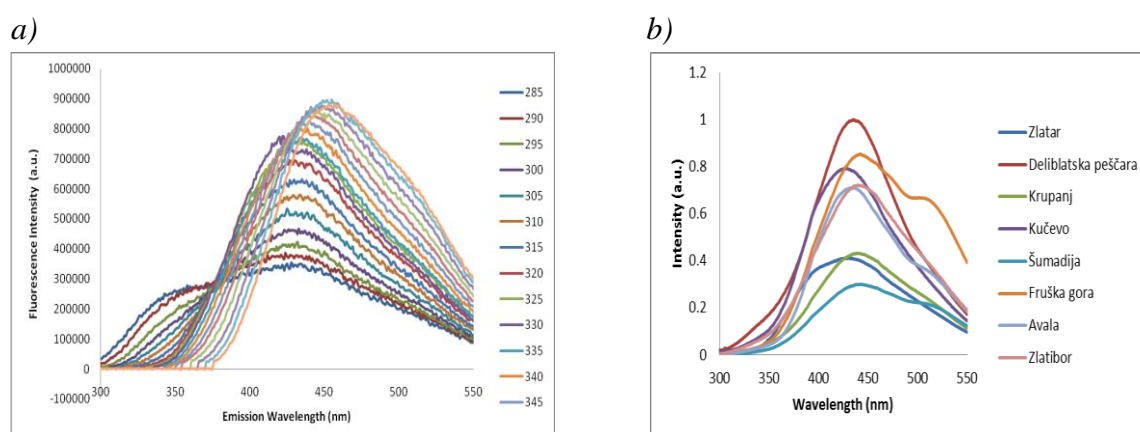 a)
1000000
900000
800000
700000
600000
500000
400000
300000
200000
100000
0
-100000
Fluorescence Intensity (a.u.)
300 350 400 450 500 550
Emission Wavelength (nm)
285
290
295
300
305
310
315
320
325
330
335
340
345
b)
1.2
1
0.8
0.6
0.4
0.2
0
Intensity (a.u.)
300 350 400 450 500 550
Wavelength (nm)
Zlatar
Deliblatska peščara
Krupanj
Kučevo
Šumadija
Fruška gora
Avala
Zlatibor